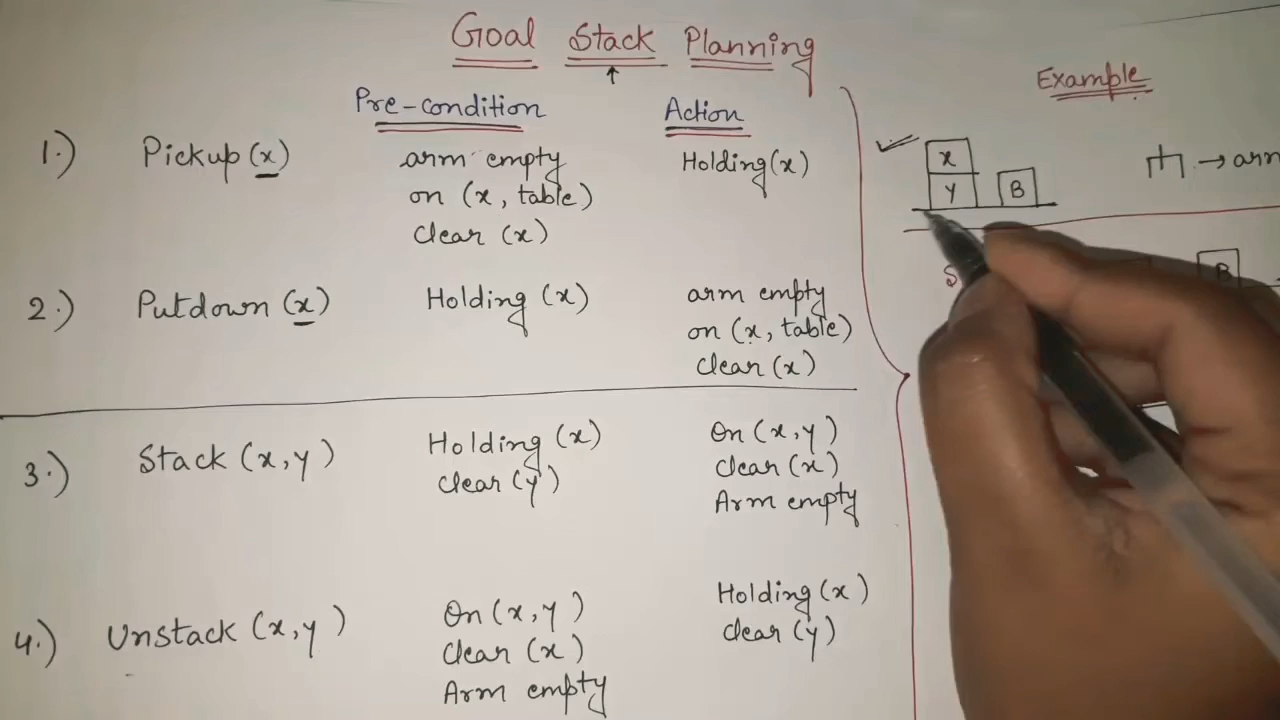 Goal Stack Planning
Pre-condition Action
1.) Pickup (x) arm empty Holding (x)
on (x, table)
clear (x)
2.) Putdown (x) Holding (x) arm empty
on (x, table)
clear (x)
3.) Stack (x, y) Holding (x) On (x, y)
clear (y) clear (x)
Arm empty
4.) Unstack (x, y) On (x, y) Holding (x)
clear (x) clear (y)
Arm empty
Example
x
y B
→ arm
S
B